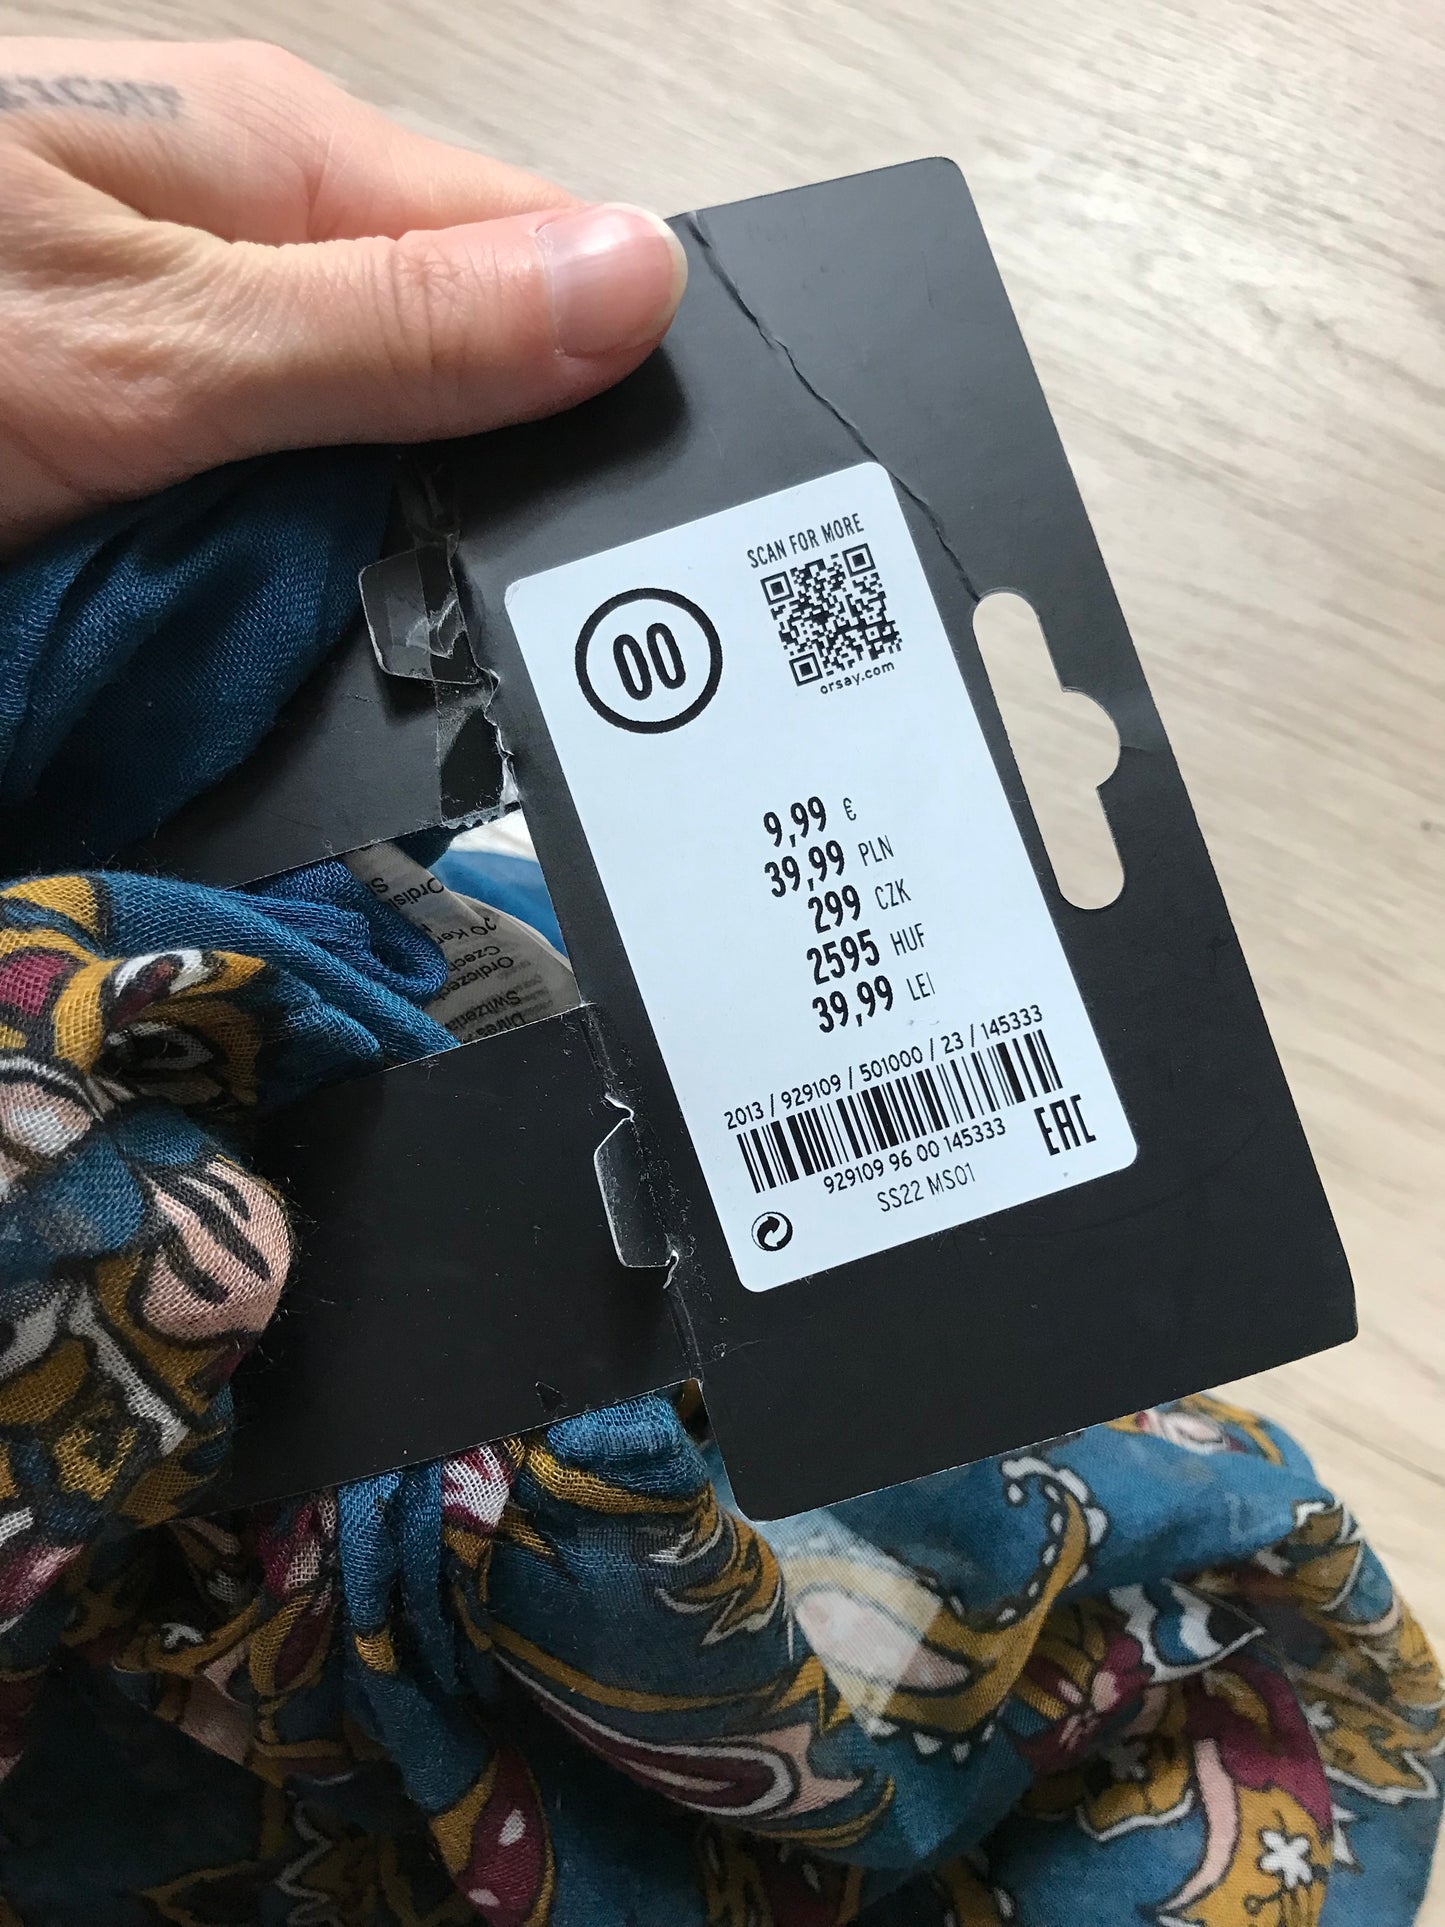 SCAN FOR MORE
orsay.com
00
9,99 €
39,99 PLN
299 CZK
2595 HUF
39,99 LEI
2013 / 929109 / 501000 / 23 / 145333
929109 96 00 145333
EAC
SS22 MS01